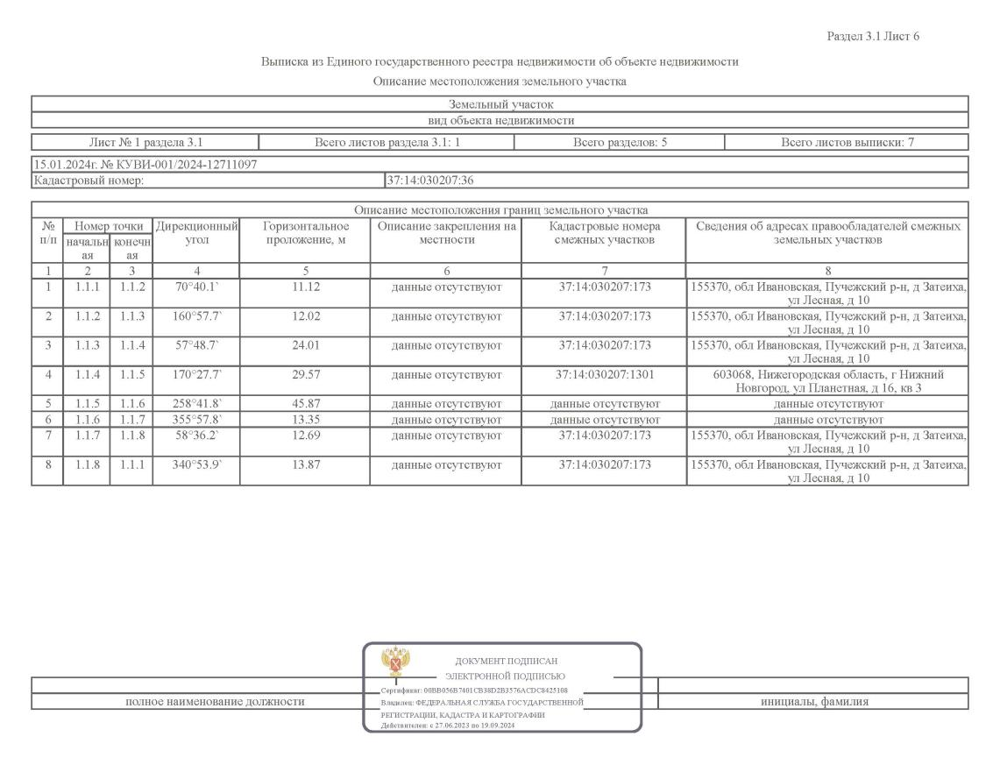 Раздел 3.1 Лист 6
Выписка из Единого государственного реестра недвижимости об объекте недвижимости
Описание местоположения земельного участка
Земельный участок
вид объекта недвижимости
Лист № 1 раздела 3.1 Всего листов раздела 3.1: 1 Всего разделов: 5 Всего листов выписки: 7
15.01.2024г. № КУВИ-001/2024-12711097
Кадастровый номер: 37:14:030207:36
Описание местоположения границ земельного участка
№ Номер точки Дирекционный Горизонтальное Описание закрепления на Кадастровые номера Сведения об адресах правообладателей смежных
п/п начальн конечн угол проложение, м местности смежных участков земельных участков
ая ая
1 2 3 4 5 6 7 8
1 1.1.1 1.1.2 70°40.1` 11.12 данные отсутствуют 37:14:030207:173 155370, обл Ивановская, Пучежский р-н, д Затеиха,
ул Лесная, д 10
2 1.1.2 1.1.3 160°57.7` 12.02 данные отсутствуют 37:14:030207:173 155370, обл Ивановская, Пучежский р-н, д Затеиха,
ул Лесная, д 10
3 1.1.3 1.1.4 57°48.7` 24.01 данные отсутствуют 37:14:030207:173 155370, обл Ивановская, Пучежский р-н, д Затеиха,
ул Лесная, д 10
4 1.1.4 1.1.5 170°27.7` 29.57 данные отсутствуют 37:14:030207:1301 603068, Нижегородская область, г Нижний
Новгород, ул Планетная, д 16, кв 3
5 1.1.5 1.1.6 258°41.8` 45.87 данные отсутствуют данные отсутствуют данные отсутствуют
6 1.1.6 1.1.7 355°57.8` 13.35 данные отсутствуют данные отсутствуют данные отсутствуют
7 1.1.7 1.1.8 58°36.2` 12.69 данные отсутствуют 37:14:030207:173 155370, обл Ивановская, Пучежский р-н, д Затеиха,
ул Лесная, д 10
8 1.1.8 1.1.1 340°53.9` 13.87 данные отсутствуют 37:14:030207:173 155370, обл Ивановская, Пучежский р-н, д Затеиха,
ул Лесная, д 10
ДОКУМЕНТ ПОДПИСАН
ЭЛЕКТРОННОЙ ПОДПИСЬЮ
Сертификат: 00BB056B7401CB38D2B3576ACDC8425108
Владелец: ФЕДЕРАЛЬНАЯ СЛУЖБА ГОСУДАРСТВЕННОЙ
РЕГИСТРАЦИИ, КАДАСТРА И КАРТОГРАФИИ
Действителен: с 27.06.2023 по 19.09.2024
полное наименование должности инициалы, фамилия